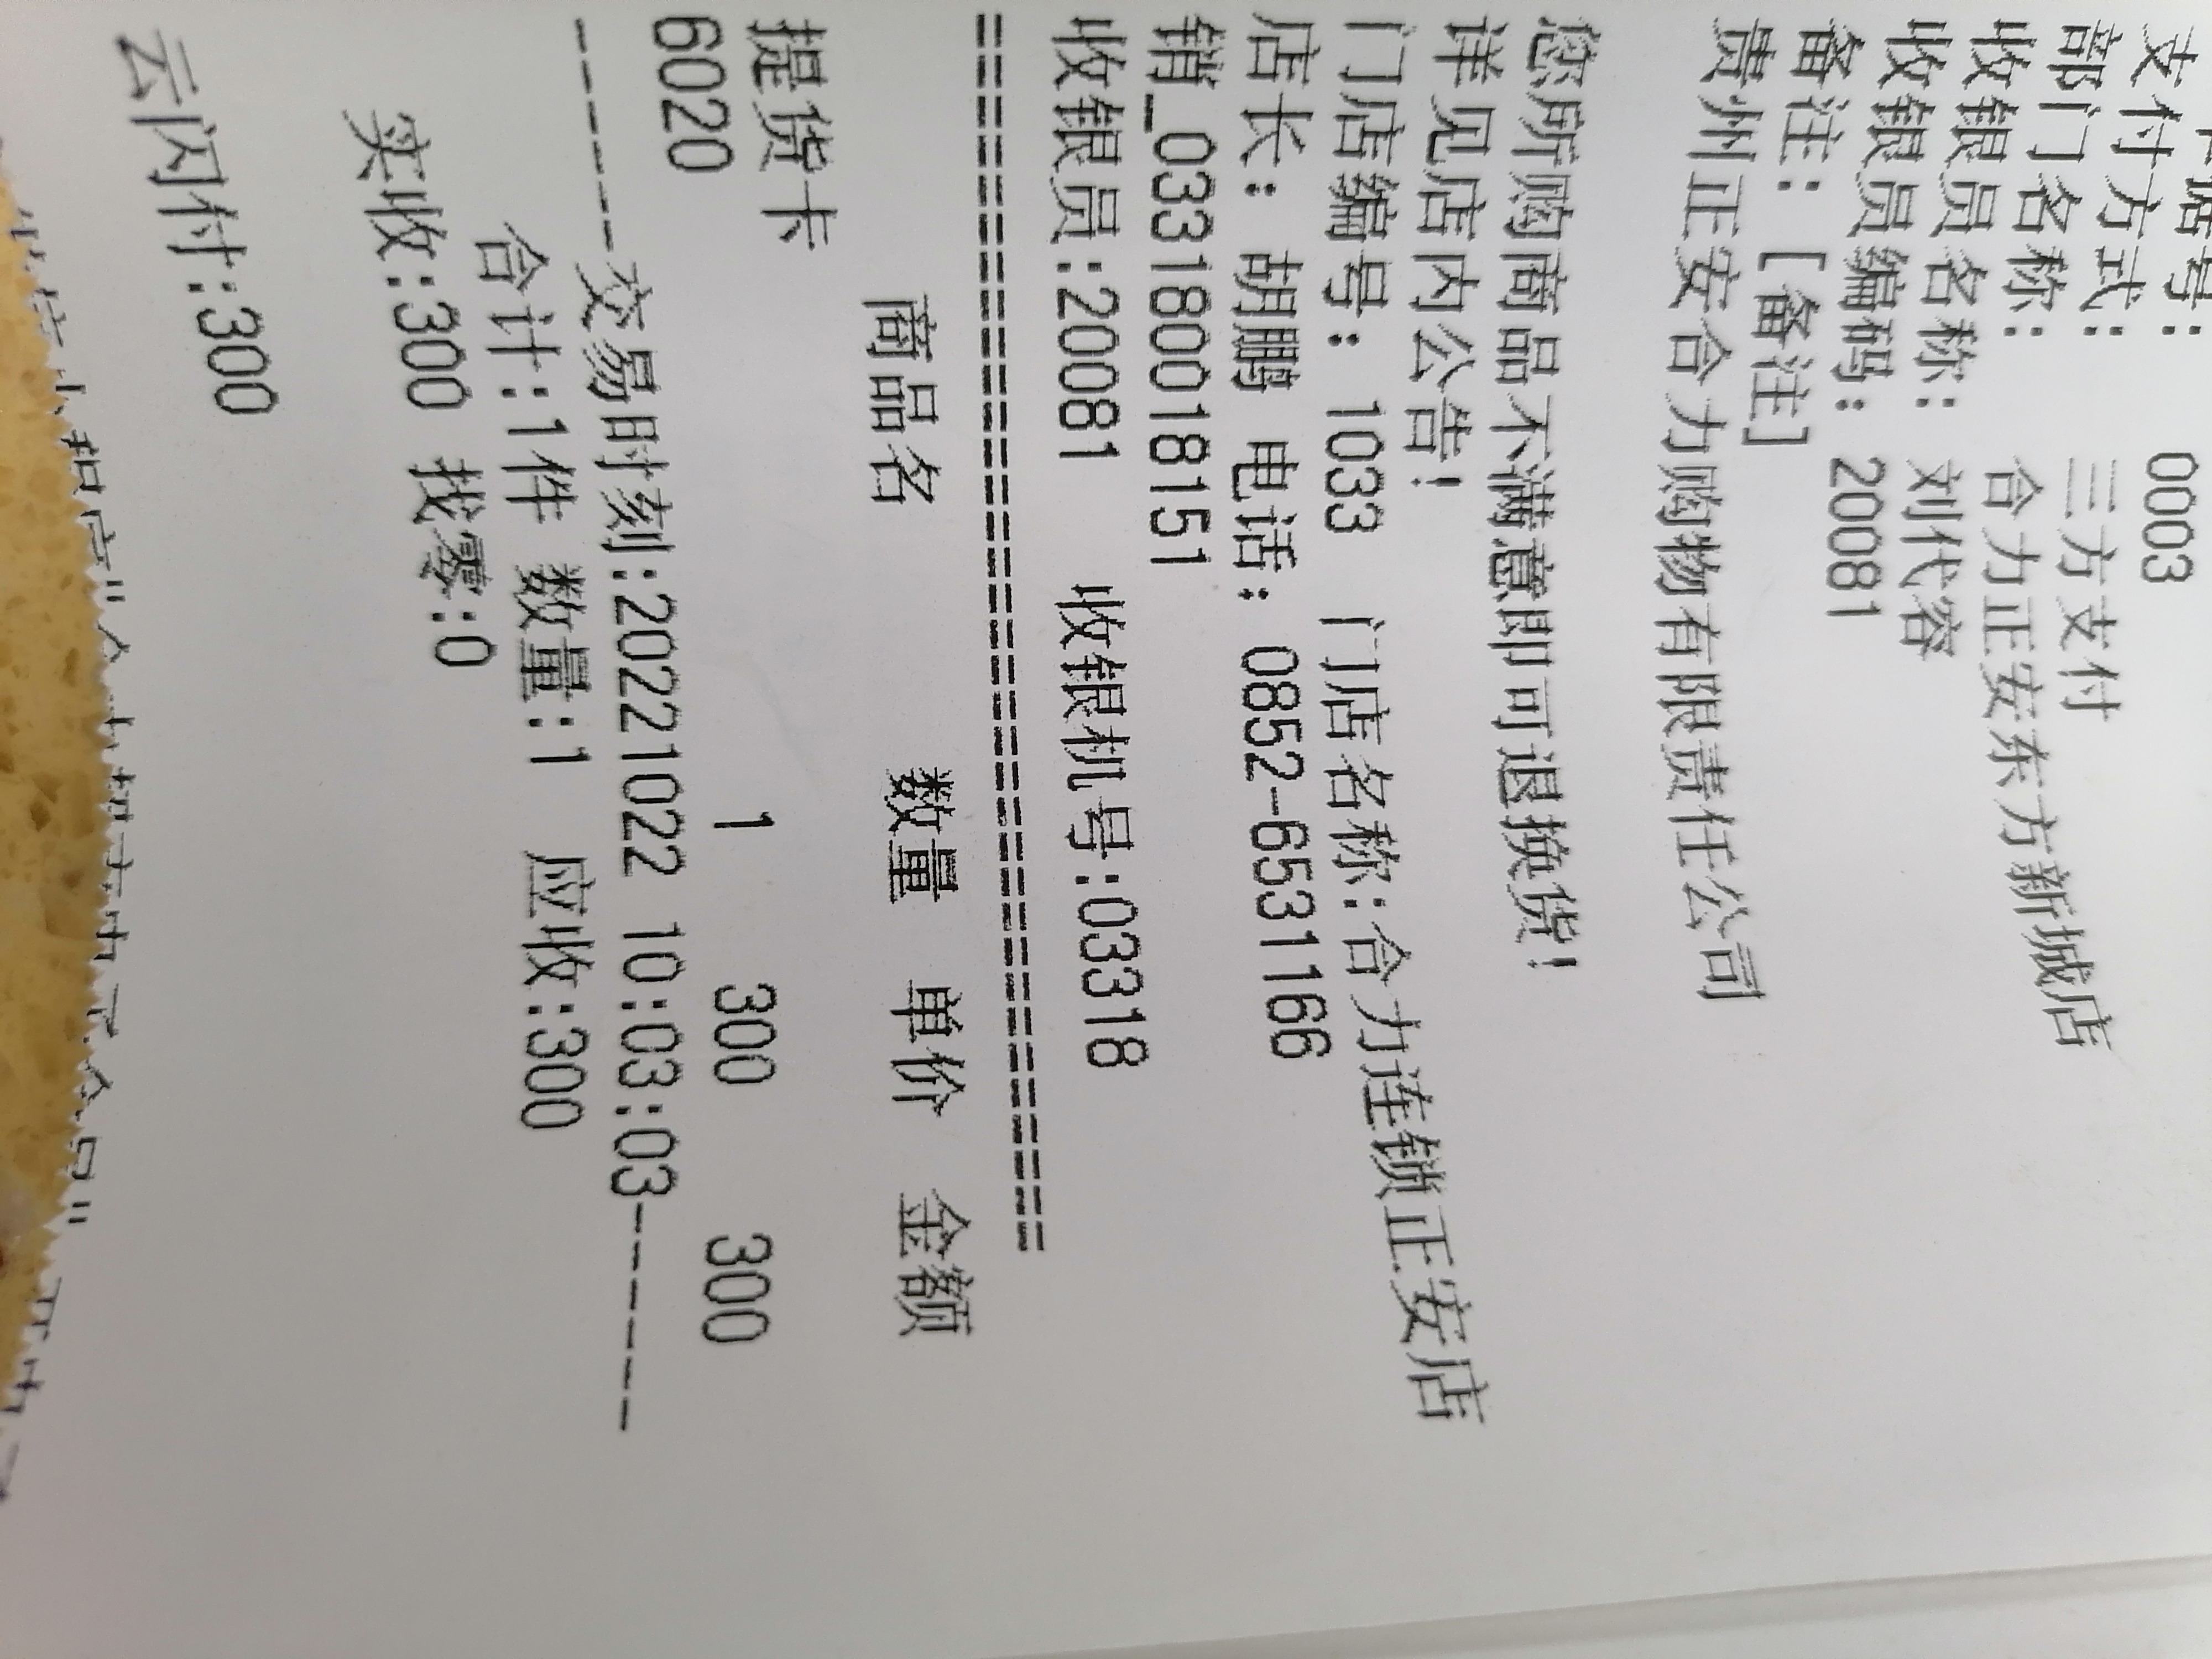 据号： 0003
支付方式： 三方支付
部门名称： 合力正安东方新城店
收银员名称： 刘代容
收银员编码： 20081
备注： [备注]
贵州正安合力购物有限责任公司
您所购商品不满意即可退换货！
详见店内公告！
门店编号： 1033 门店名称：合力连锁正安店
店长： 胡鹏 电话： 0852-6531166
销_0331800018151
收银员:20081 收银机号:03318
========================================
商品名 数量 单价 金额
提货卡
6020 1 300 300
-------交易时刻:20221022 10:03:03-------
合计:1件 数量:1 应收:300
实收:300 找零:0
云闪付:300